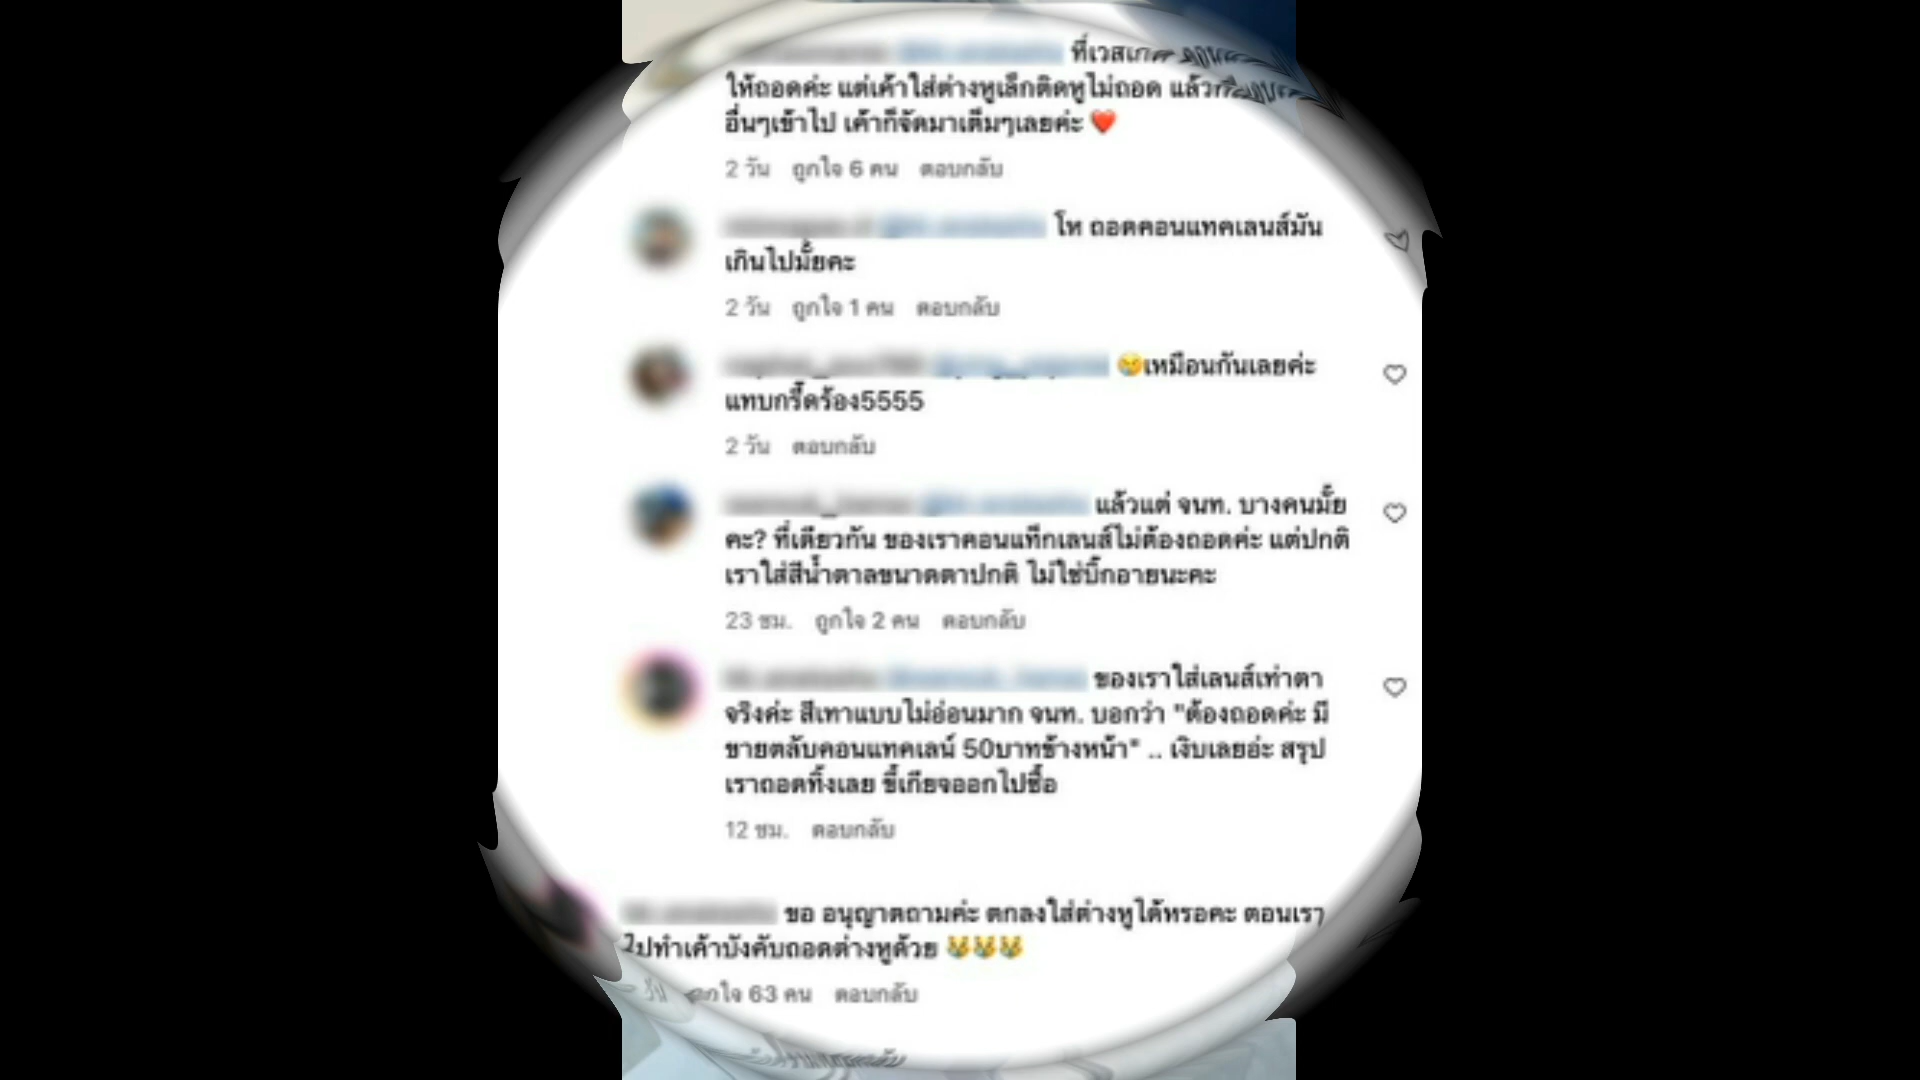 ให้ถอดค่ะ แต่เค้าใส่ต่างหูเล็กติดหูไม่ถอด
อื่นๆเข้าไป เค้าก็จัดมาเต็มๆเลยค่ะ ❤️
2 วัน ถูกใจ 6 คน ตอบกลับ
โห ถอดคอนแทคเลนส์มัน
เกินไปมั้ยคะ
2 วัน ถูกใจ 1 คน ตอบกลับ
😢เหมือนกันเลยค่ะ
แทบกรี๊ดร้อง5555
2 วัน ตอบกลับ
แล้วแต่ จนท. บางคนมั้ย
คะ? ที่เดียวกัน ของเราคอนแท็กเลนส์ไม่ต้องถอดค่ะ แต่ปกติ
เราใส่สีน้ำตาลขนาดตาปกติ ไม่ใช่บิ๊กอายนะคะ
23 ชม. ถูกใจ 2 คน ตอบกลับ
ของเราใส่เลนส์เท่าตา
จริงค่ะ สีเทาแบบไม่อ่อนมาก จนท. บอกว่า "ต้องถอดค่ะ มี
ขายตลับคอนแทคเลน์ 50บาทข้างหน้า" .. เงิบเลยอ่ะ สรุป
เราถอดทิ้งเลย ขี้เกียจออกไปซื้อ
12 ชม. ตอบกลับ
ขอ อนุญาตถามค่ะ ตกลงใส่ต่างหูได้หรอคะ ตอนเรา
ไปทำเค้าบังคับถอดต่างหูด้วย 😹😹😹
ถูกใจ 63 คน ตอบกลับ